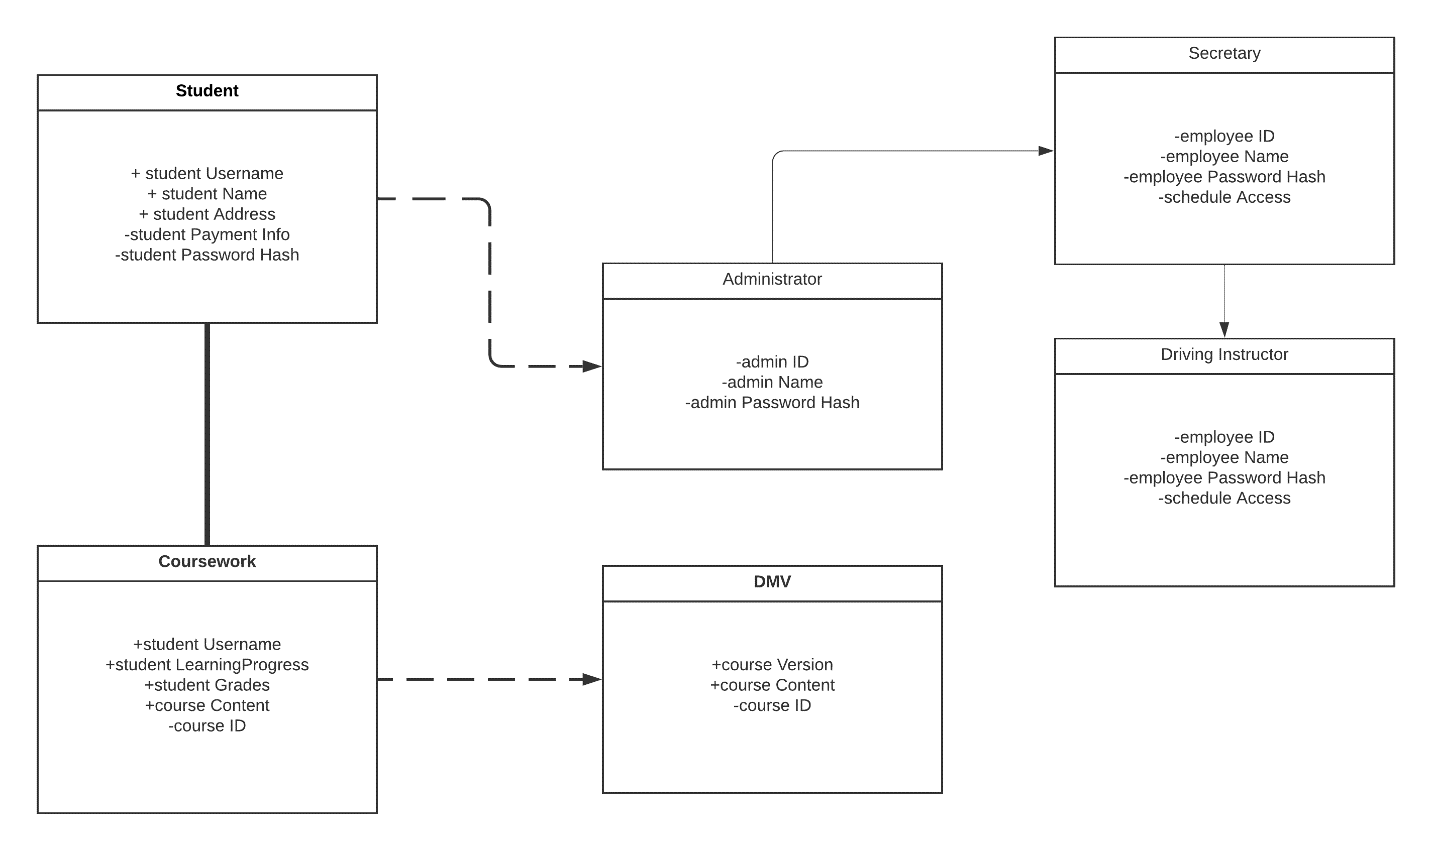 Student
+ student Username
+ student Name
+ student Address
-student Payment Info
-student Password Hash
Administrator
-admin ID
-admin Name
-admin Password Hash
Secretary
-employee ID
-employee Name
-employee Password Hash
-schedule Access
Driving Instructor
-employee ID
-employee Name
-employee Password Hash
-schedule Access
Coursework
+student Username
+student LearningProgress
+student Grades
+course Content
-course ID
DMV
+course Version
+course Content
-course ID